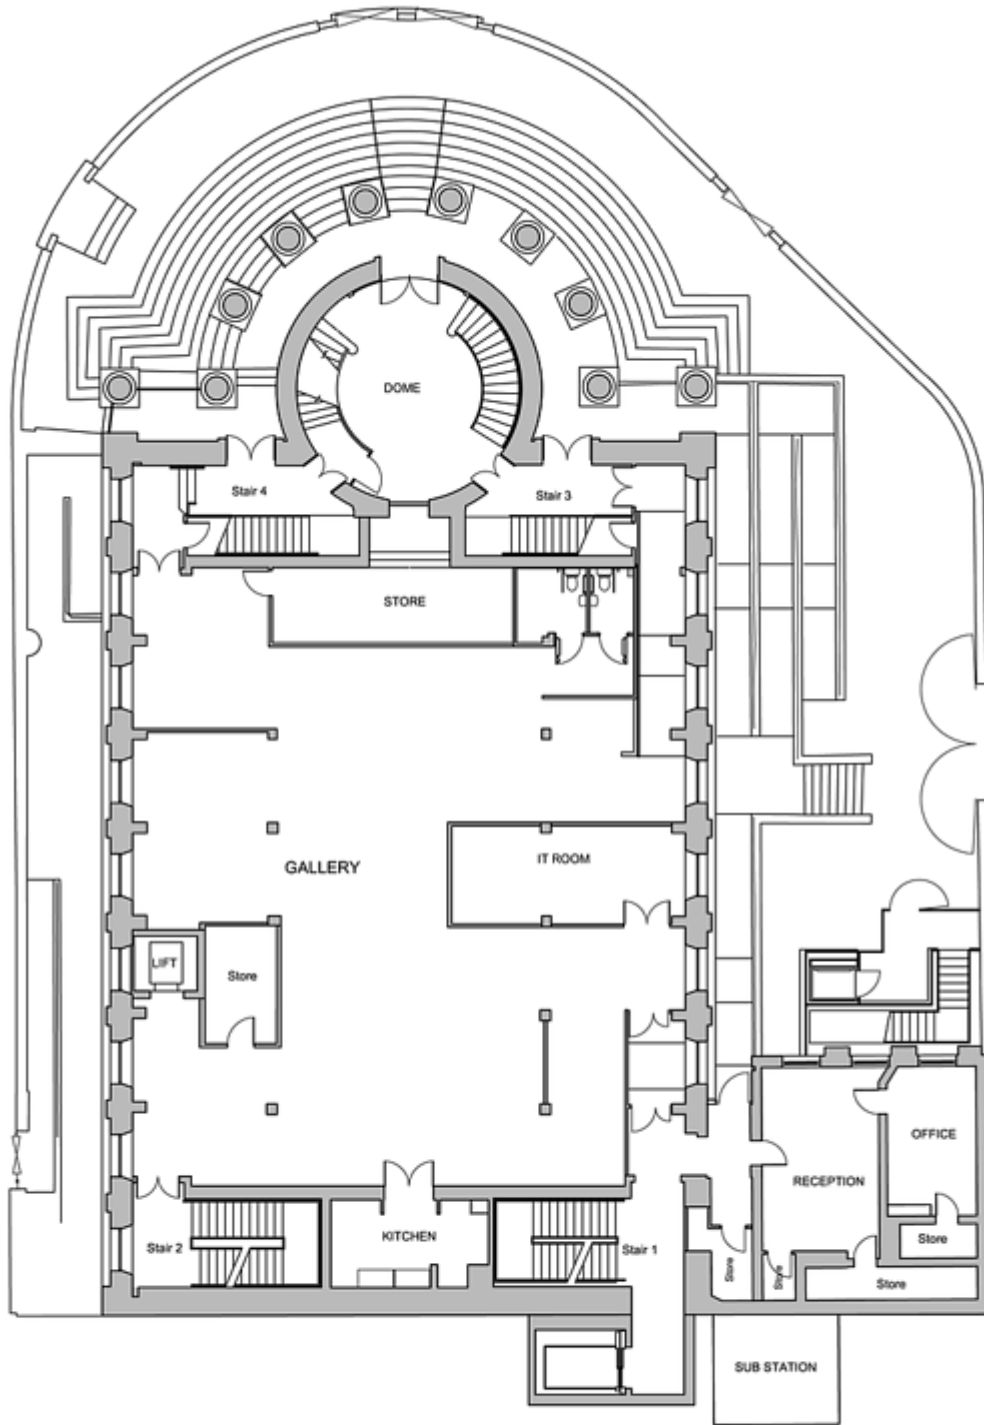 DOME
Stair 4
Stair 3
STORE
IT ROOM
GALLERY
LIFT
Store
OFFICE
RECEPTION
KITCHEN
Stair 2
Stair 1
Store
Store
Store
Store
SUB STATION